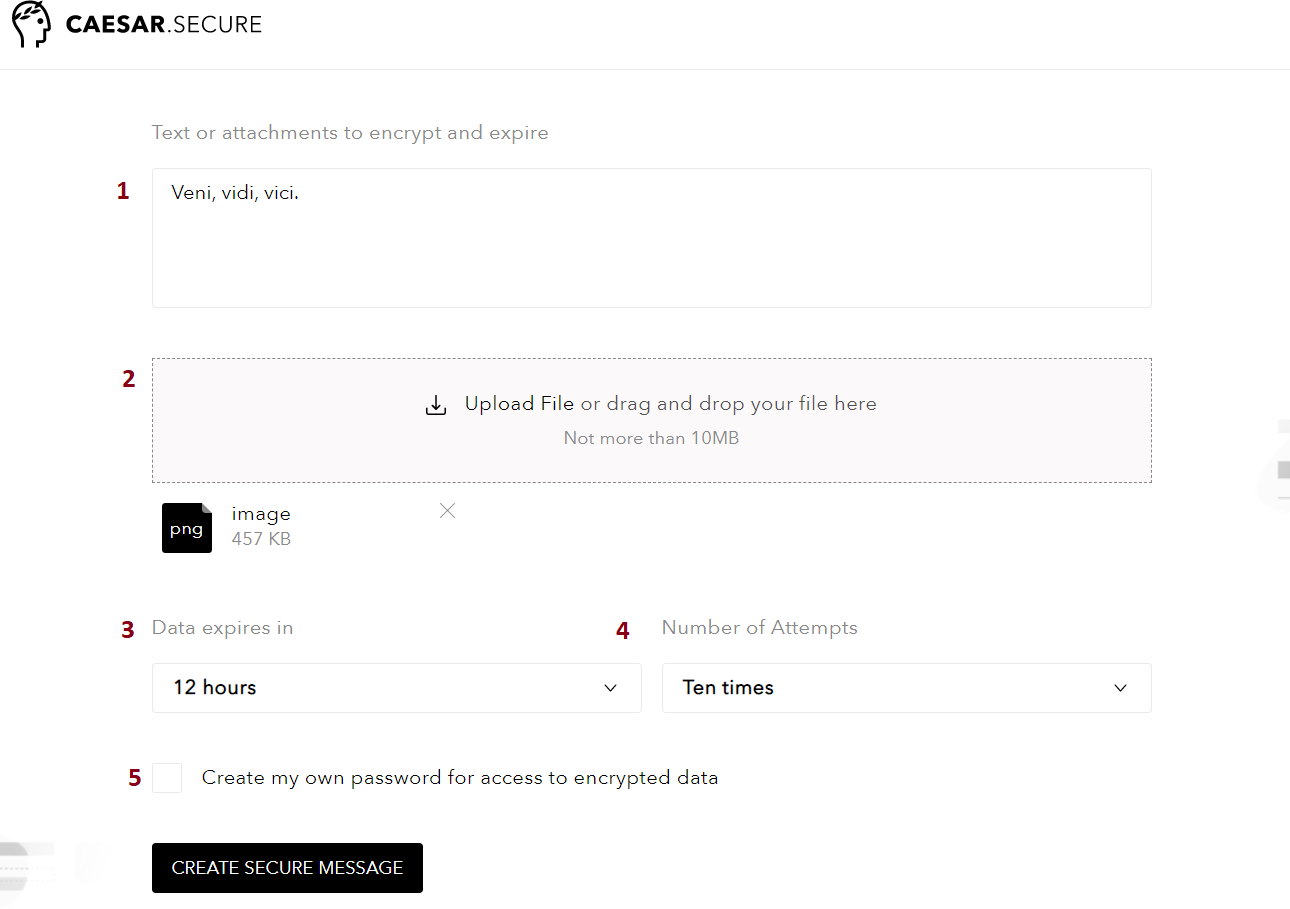 CAESAR.SECURE
Text or attachments to encrypt and expire
1
Veni, vidi, vici.
2
Upload File or drag and drop your file here
Not more than 10MB
png
image
457 KB
3 Data expires in
4 Number of Attempts
12 hours
Ten times
5 Create my own password for access to encrypted data
CREATE SECURE MESSAGE